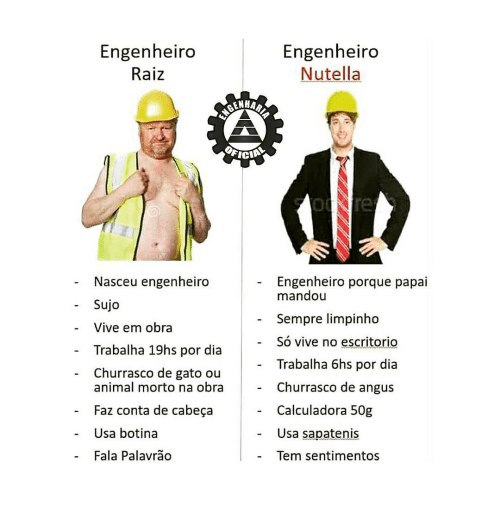 Engenheiro
Raiz
Engenheiro
Nutella
ENGENHARIA
OFICIAL
- Nasceu engenheiro
- Sujo
- Vive em obra
- Trabalha 19hs por dia
- Churrasco de gato ou
animal morto na obra
- Faz conta de cabeça
- Usa botina
- Fala Palavrão
- Engenheiro porque papai
mandou
- Sempre limpinho
- Só vive no escritorio
- Trabalha 6hs por dia
- Churrasco de angus
- Calculadora 50g
- Usa sapatenis
- Tem sentimentos